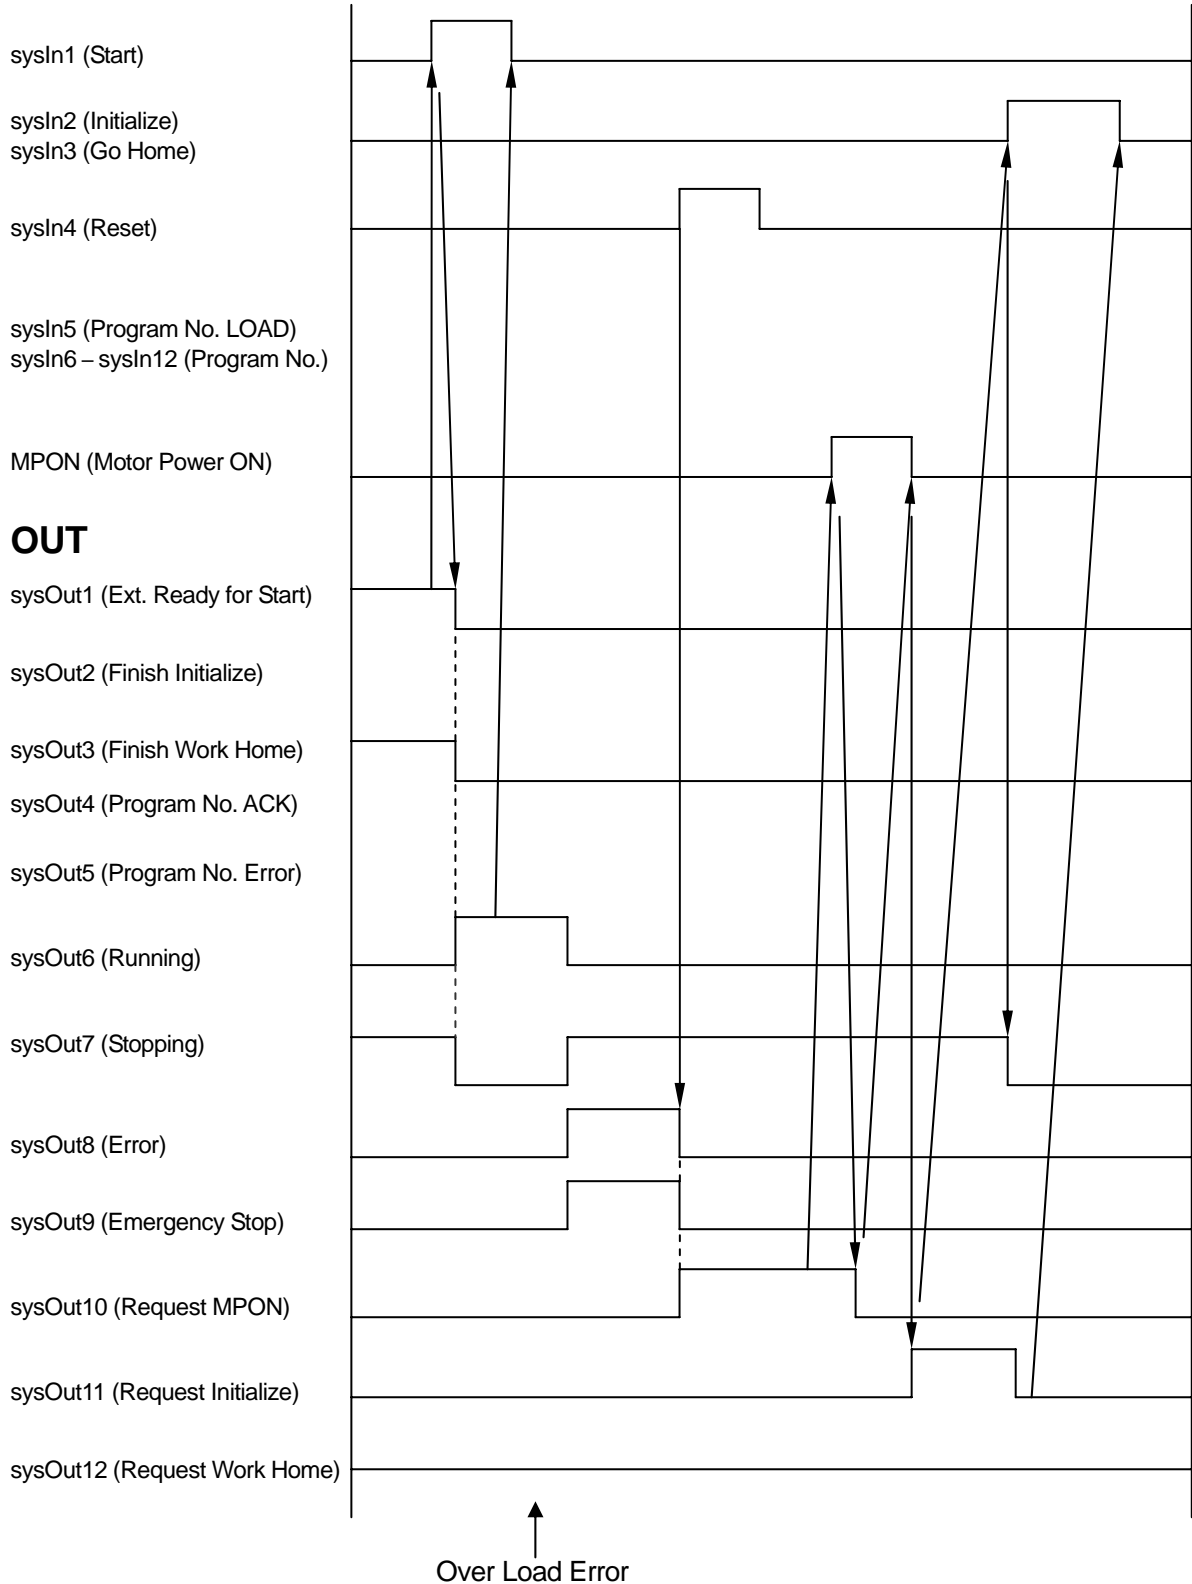 sysIn1 (Start)
sysIn2 (Initialize)
sysIn3 (Go Home)
sysIn4 (Reset)
sysIn5 (Program No. LOAD)
sysIn6 – sysIn12 (Program No.)
MPON (Motor Power ON)
OUT
sysOut1 (Ext. Ready for Start)
sysOut2 (Finish Initialize)
sysOut3 (Finish Work Home)
sysOut4 (Program No. ACK)
sysOut5 (Program No. Error)
sysOut6 (Running)
sysOut7 (Stopping)
sysOut8 (Error)
sysOut9 (Emergency Stop)
sysOut10 (Request MPON)
sysOut11 (Request Initialize)
sysOut12 (Request Work Home)
Over Load Error